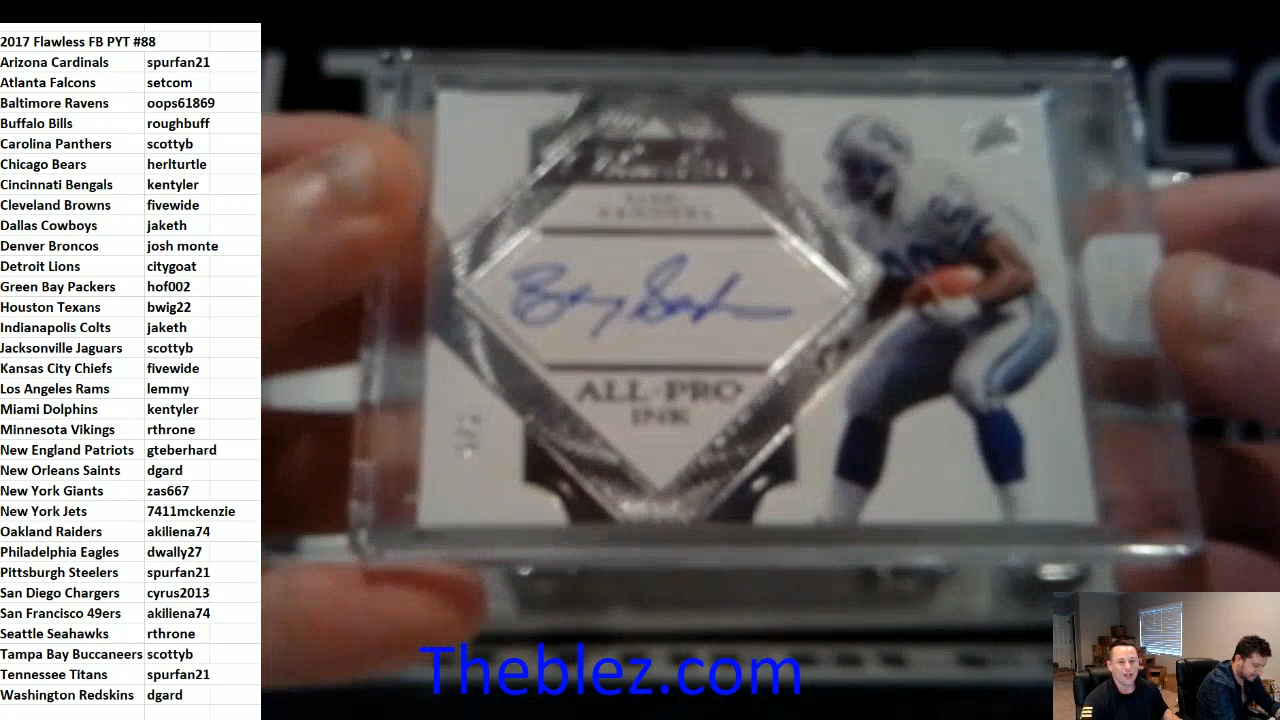 2017 Flawless FB PYT #88
Arizona Cardinals spurfan21
Atlanta Falcons setcom
Baltimore Ravens oops61869
Buffalo Bills roughbuff
Carolina Panthers scottyb
Chicago Bears herlturtle
Cincinnati Bengals kentyler
Cleveland Browns fivewide
Dallas Cowboys jaketh
Denver Broncos josh monte
Detroit Lions citygoat
Green Bay Packers hof002
Houston Texans bwig22
Indianapolis Colts jaketh
Jacksonville Jaguars scottyb
Kansas City Chiefs fivewide
Los Angeles Rams lemmy
Miami Dolphins kentyler
Minnesota Vikings rthrone
New England Patriots gteberhard
New Orleans Saints dgard
New York Giants zas667
New York Jets 7411mckenzie
Oakland Raiders akiliena74
Philadelphia Eagles dwally27
Pittsburgh Steelers spurfan21
San Diego Chargers cyrus2013
San Francisco 49ers akiliena74
Seattle Seahawks rthrone
Tampa Bay Buccaneers scottyb
Tennessee Titans spurfan21
Washington Redskins dgard
SANDERS
Barry Sanders
ALL-PRO
INK
Theblez.com